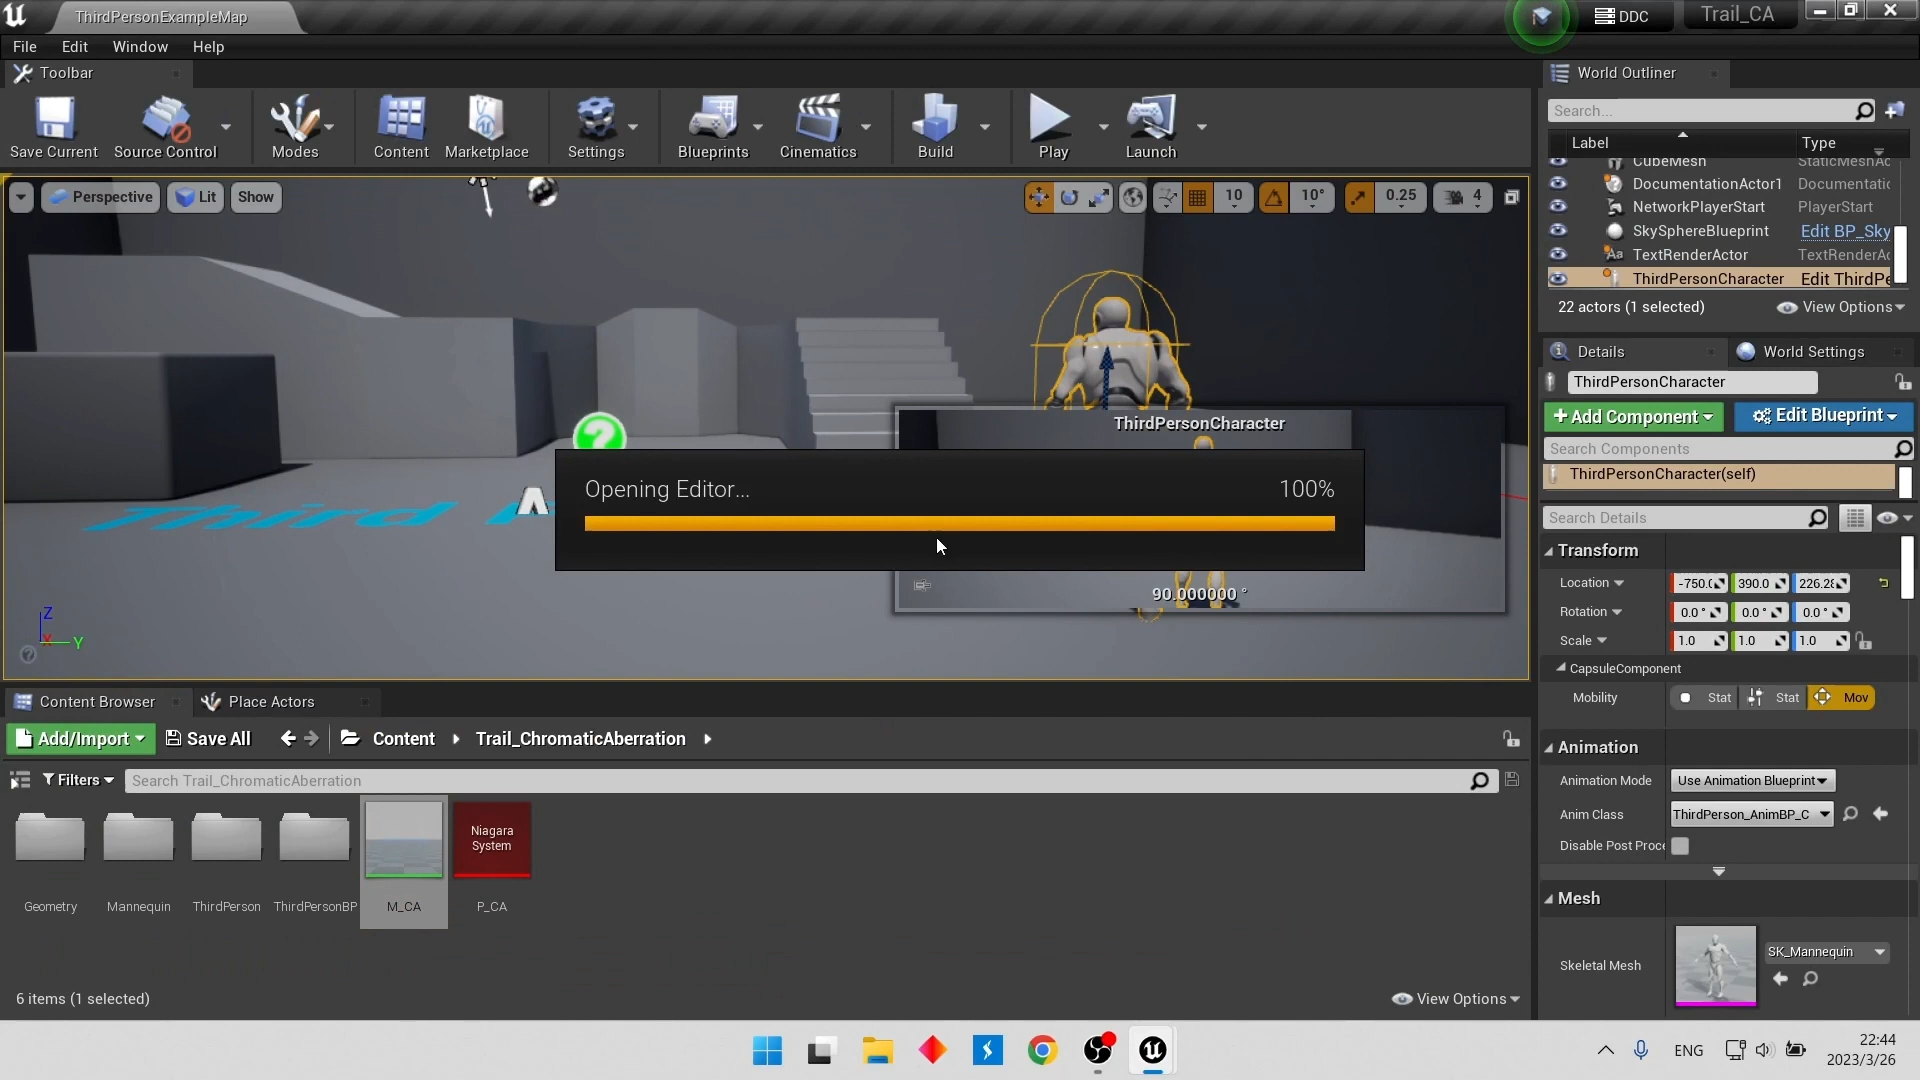 ThirdPersonExampleMap
DDC
Trail_CA
File
Edit
Window
Help
Toolbar
World Outliner
Save Current
Source Control
Modes
Content
Marketplace
Settings
Blueprints
Cinematics
Build
Play
Launch
Search...
Label
Type
CubeMesh
StaticMeshAc
DocumentationActor1
Documentatic
NetworkPlayerStart
PlayerStart
SkySphereBlueprint
Edit BP_Sky
TextRenderActor
TextRenderAc
ThirdPersonCharacter
Edit ThirdPe
22 actors (1 selected)
View Options
Perspective
Lit
Show
10
10°
0.25
4
Third
ThirdPersonCharacter
Opening Editor...
100%
90.000000 °
Z
X
Y
Details
World Settings
ThirdPersonCharacter
Add Component
Edit Blueprint
Search Components
ThirdPersonCharacter(self)
Search Details
Transform
Location
-750.0
390.0
226.28
Rotation
0.0 °
0.0 °
0.0 °
Scale
1.0
1.0
1.0
CapsuleComponent
Mobility
Stat
Stat
Mov
Animation
Animation Mode
Use Animation Blueprint
Anim Class
ThirdPerson_AnimBP_C
Disable Post Proce
Mesh
Skeletal Mesh
SK_Mannequin
Content Browser
Place Actors
Add/Import
Save All
Content
Trail_ChromaticAberration
Filters
Search Trail_ChromaticAberration
Niagara
System
Geometry
Mannequin
ThirdPerson
ThirdPersonBP
M_CA
P_CA
6 items (1 selected)
View Options
ENG
22:44
2023/3/26